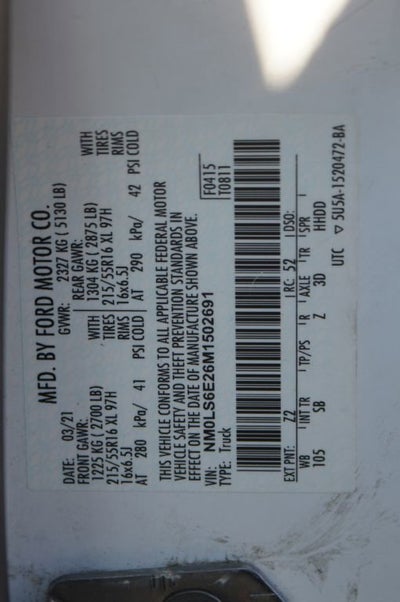 MFD. BY FORD MOTOR CO.
DATE: 03/21 GVWR: 2327 KG ( 5130 LB)
FRONT GAWR: REAR GAWR:
1225 KG ( 2700 LB) WITH 1304 KG ( 2875 LB) WITH
215/55R16 XL 97H TIRES 215/55R16 XL 97H TIRES
16x6.5J RIMS 16x6.5J RIMS
AT 280 kPa/ 41 PSI COLD AT 290 kPa/ 42 PSI COLD
THIS VEHICLE CONFORMS TO ALL APPLICABLE FEDERAL MOTOR
VEHICLE SAFETY AND THEFT PREVENTION STANDARDS IN
EFFECT ON THE DATE OF MANUFACTURE SHOWN ABOVE.
VIN: NM0LS6E26M1502691 F0415
TYPE: Truck T0811
EXT PNT: Z2 RC: 52 DSO:
WB INT TR TP/PS R AXLE TR SPR
105 SB Z 3D HHDD
UTC ▽ 5U5A-1520472-BA